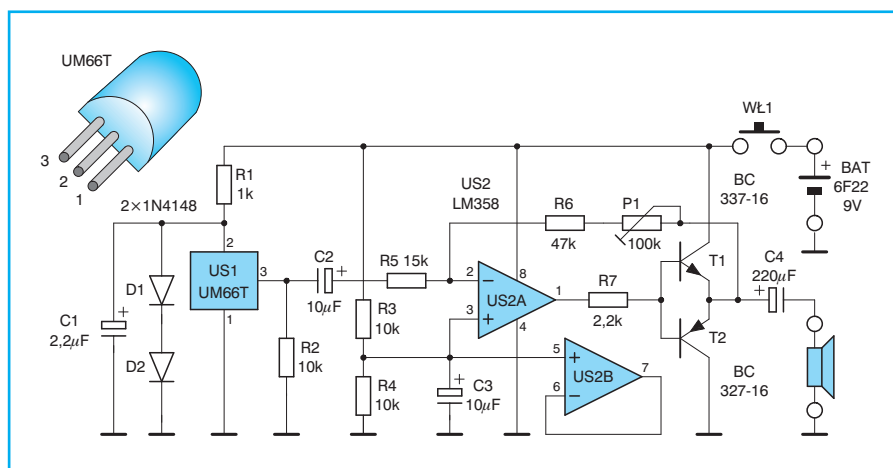 UM66T
3
2
1
WŁ1
+
BAT
6F22
9V
R1
1k
US2
LM358
BC
337-16
2×1N4148
R6
47k
P1
100k
2
US1
UM66T
3
1
C2
+
10µF
R5 15k
2
−
8
US2A
1
3
+
4
R7
2,2k
T1
C4
220µF
+
D1
C1
2,2µF
+
D2
R3
10k
R2
10k
R4
10k
C3
10µF
+
5
+
US2B
7
6
−
T2
BC
327-16